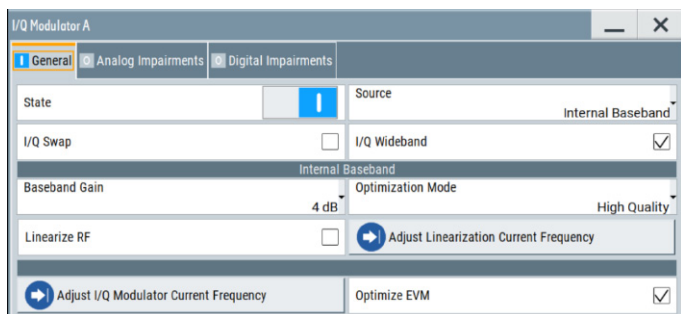 I/Q Modulator A
General Analog Impairments Digital Impairments
State
Source
Internal Baseband
I/Q Swap
I/Q Wideband
Internal Baseband
Baseband Gain
4 dB
Optimization Mode
High Quality
Linearize RF
Adjust Linearization Current Frequency
Adjust I/Q Modulator Current Frequency
Optimize EVM